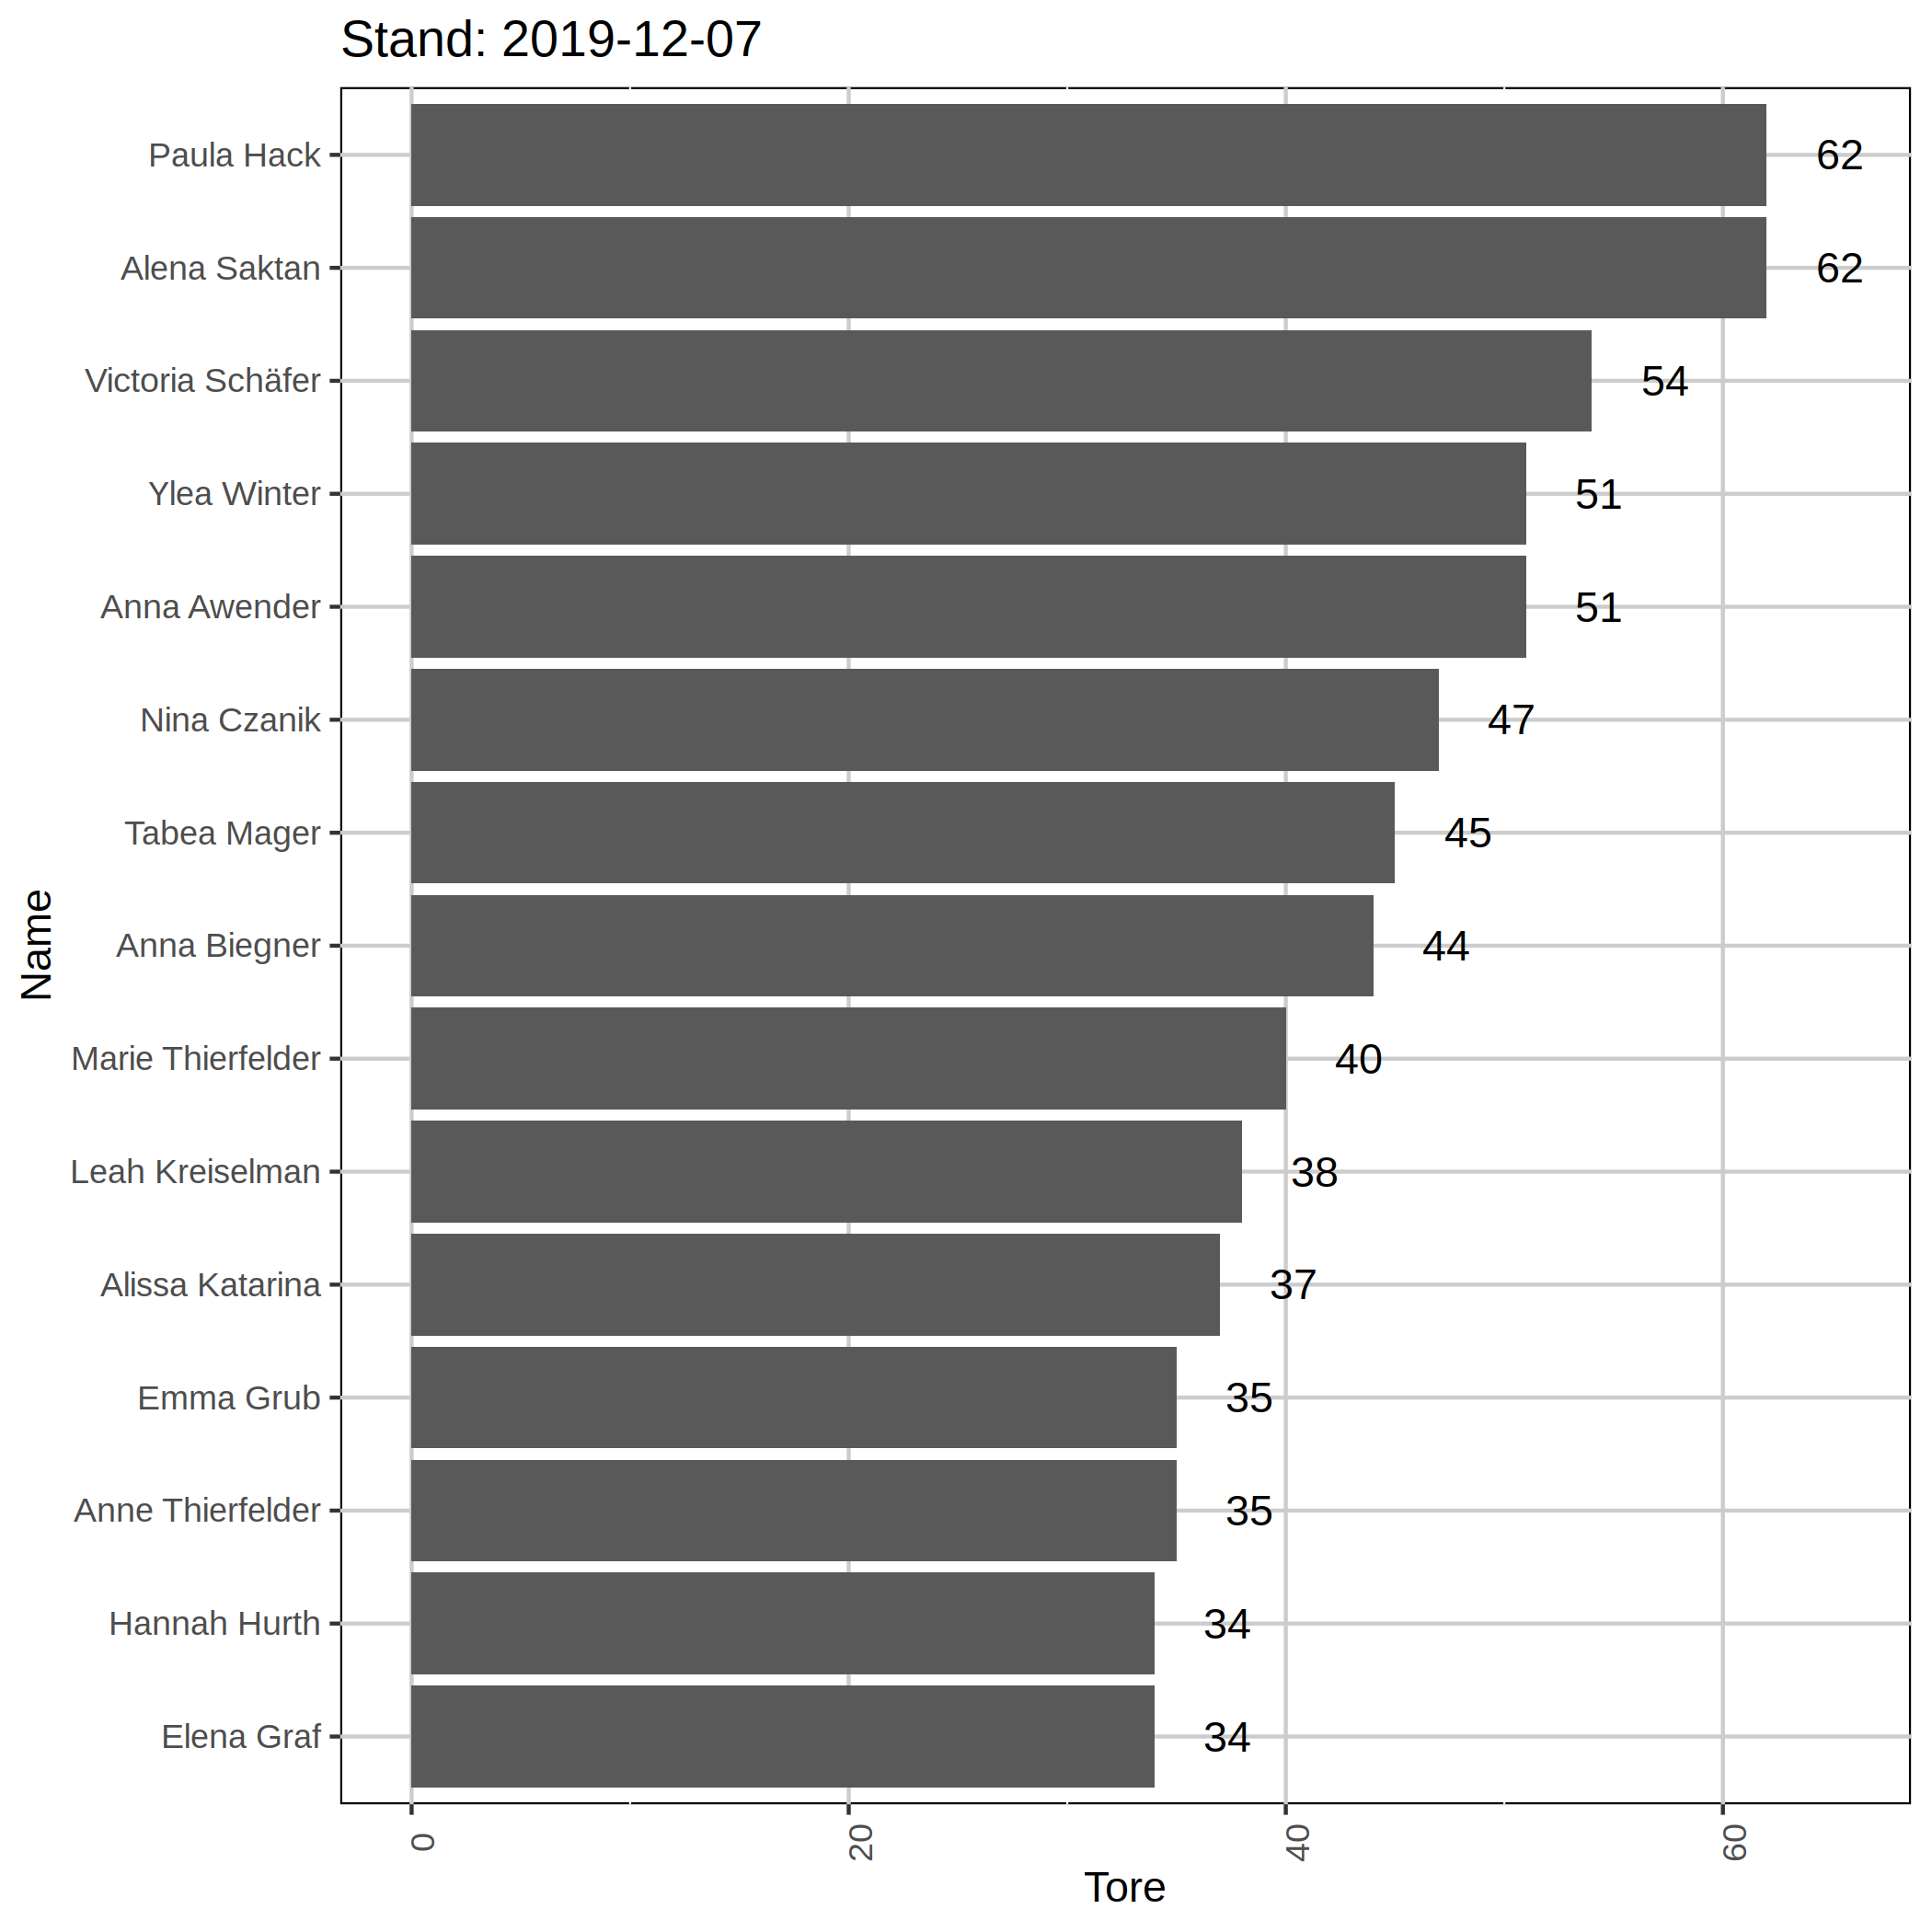 Stand: 2019-12-07
Paula Hack 62
Alena Saktan 62
Victoria Schäfer 54
Ylea Winter 51
Anna Awender 51
Nina Czanik 47
Tabea Mager 45
Anna Biegner 44
Marie Thierfelder 40
Leah Kreiselman 38
Alissa Katarina 37
Emma Grub 35
Anne Thierfelder 35
Hannah Hurth 34
Elena Graf 34
Name
0 20 40 60
Tore